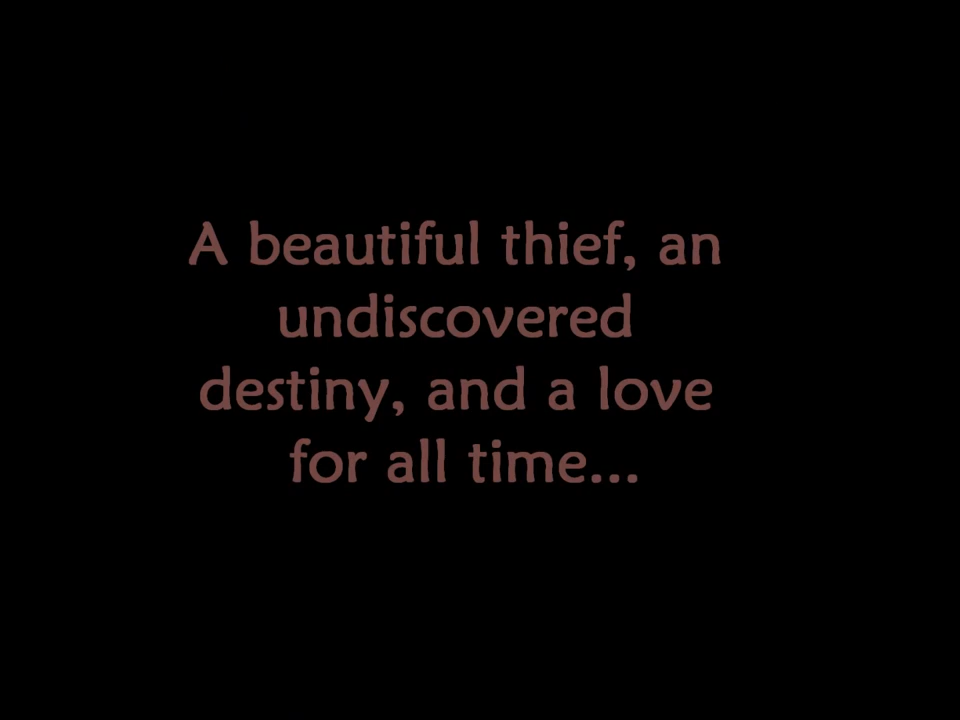 A beautiful thief, an
undiscovered
destiny, and a love
for all time...